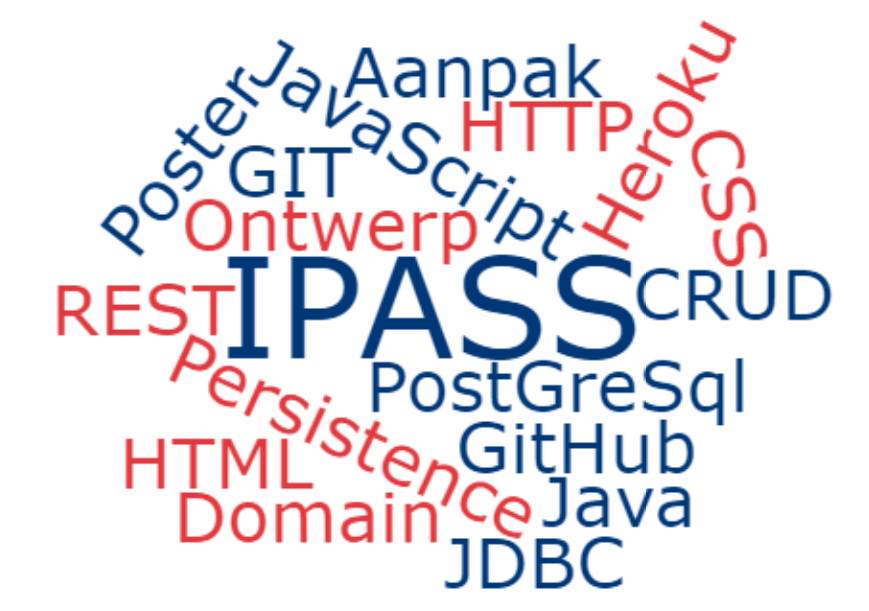 Aanpak
JavaScript
Heroku
HTTP
Poster
GIT
CSS
Ontwerp
IPASS
CRUD
REST
Persistence
PostGreSql
GitHub
HTML
Java
Domain
JDBC